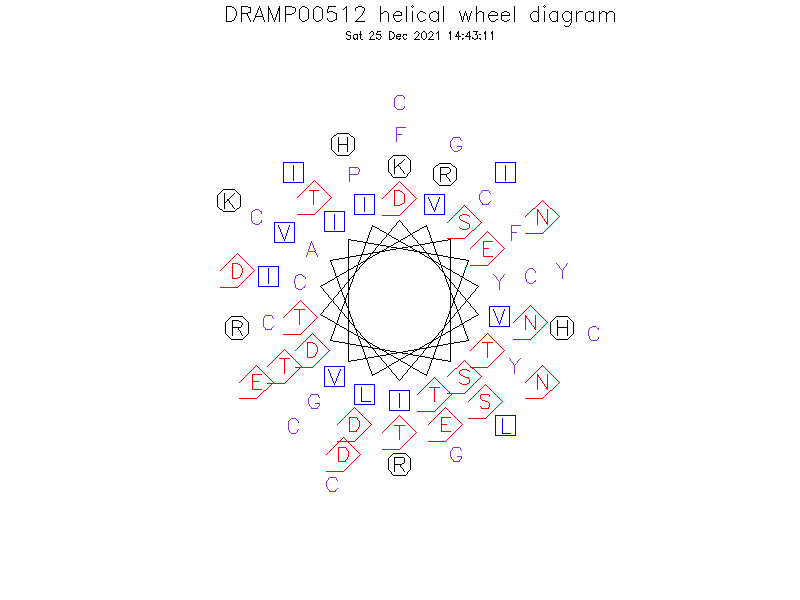 DRAMP00512 helical wheel diagram
Sat 25 Dec 2021 14:43:11
C
F
H G
I K R I
P
T D C
K I V
C I S F N
V
A E
D I C Y C Y
T V N
R C H C
D T
T Y
E V S N
L I T S
G
C D T E L
D R G
C